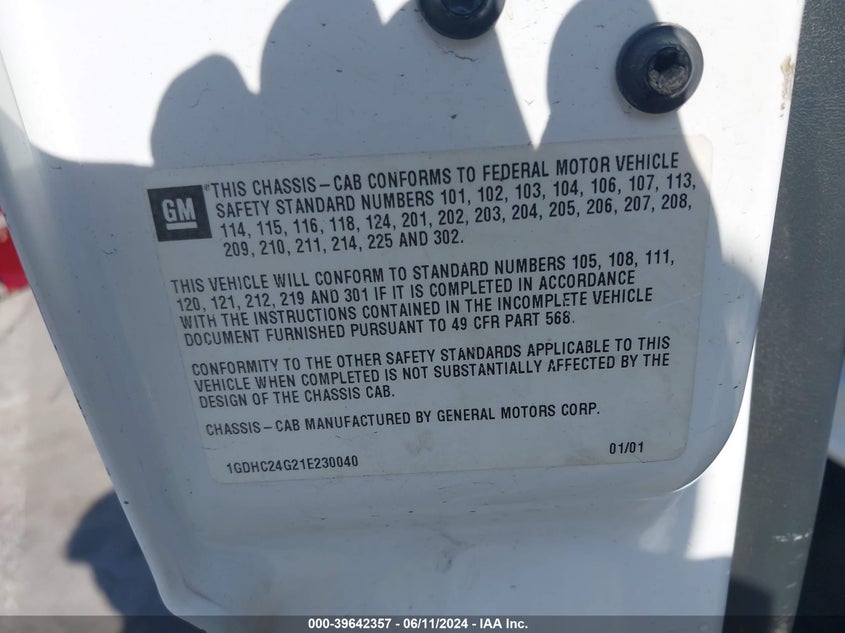 GM
®THIS CHASSIS-CAB CONFORMS TO FEDERAL MOTOR VEHICLE
SAFETY STANDARD NUMBERS 101, 102, 103, 104, 106, 107, 113,
114, 115, 116, 118, 124, 201, 202, 203, 204, 205, 206, 207, 208,
209, 210, 211, 214, 225 AND 302.
THIS VEHICLE WILL CONFORM TO STANDARD NUMBERS 105, 108, 111,
120, 121, 212, 219 AND 301 IF IT IS COMPLETED IN ACCORDANCE
WITH THE INSTRUCTIONS CONTAINED IN THE INCOMPLETE VEHICLE
DOCUMENT FURNISHED PURSUANT TO 49 CFR PART 568.
CONFORMITY TO THE OTHER SAFETY STANDARDS APPLICABLE TO THIS
VEHICLE WHEN COMPLETED IS NOT SUBSTANTIALLY AFFECTED BY THE
DESIGN OF THE CHASSIS CAB.
CHASSIS-CAB MANUFACTURED BY GENERAL MOTORS CORP.
1GDHC24G21E230040 01/01
000-39642357 - 06/11/2024 - IAA Inc.